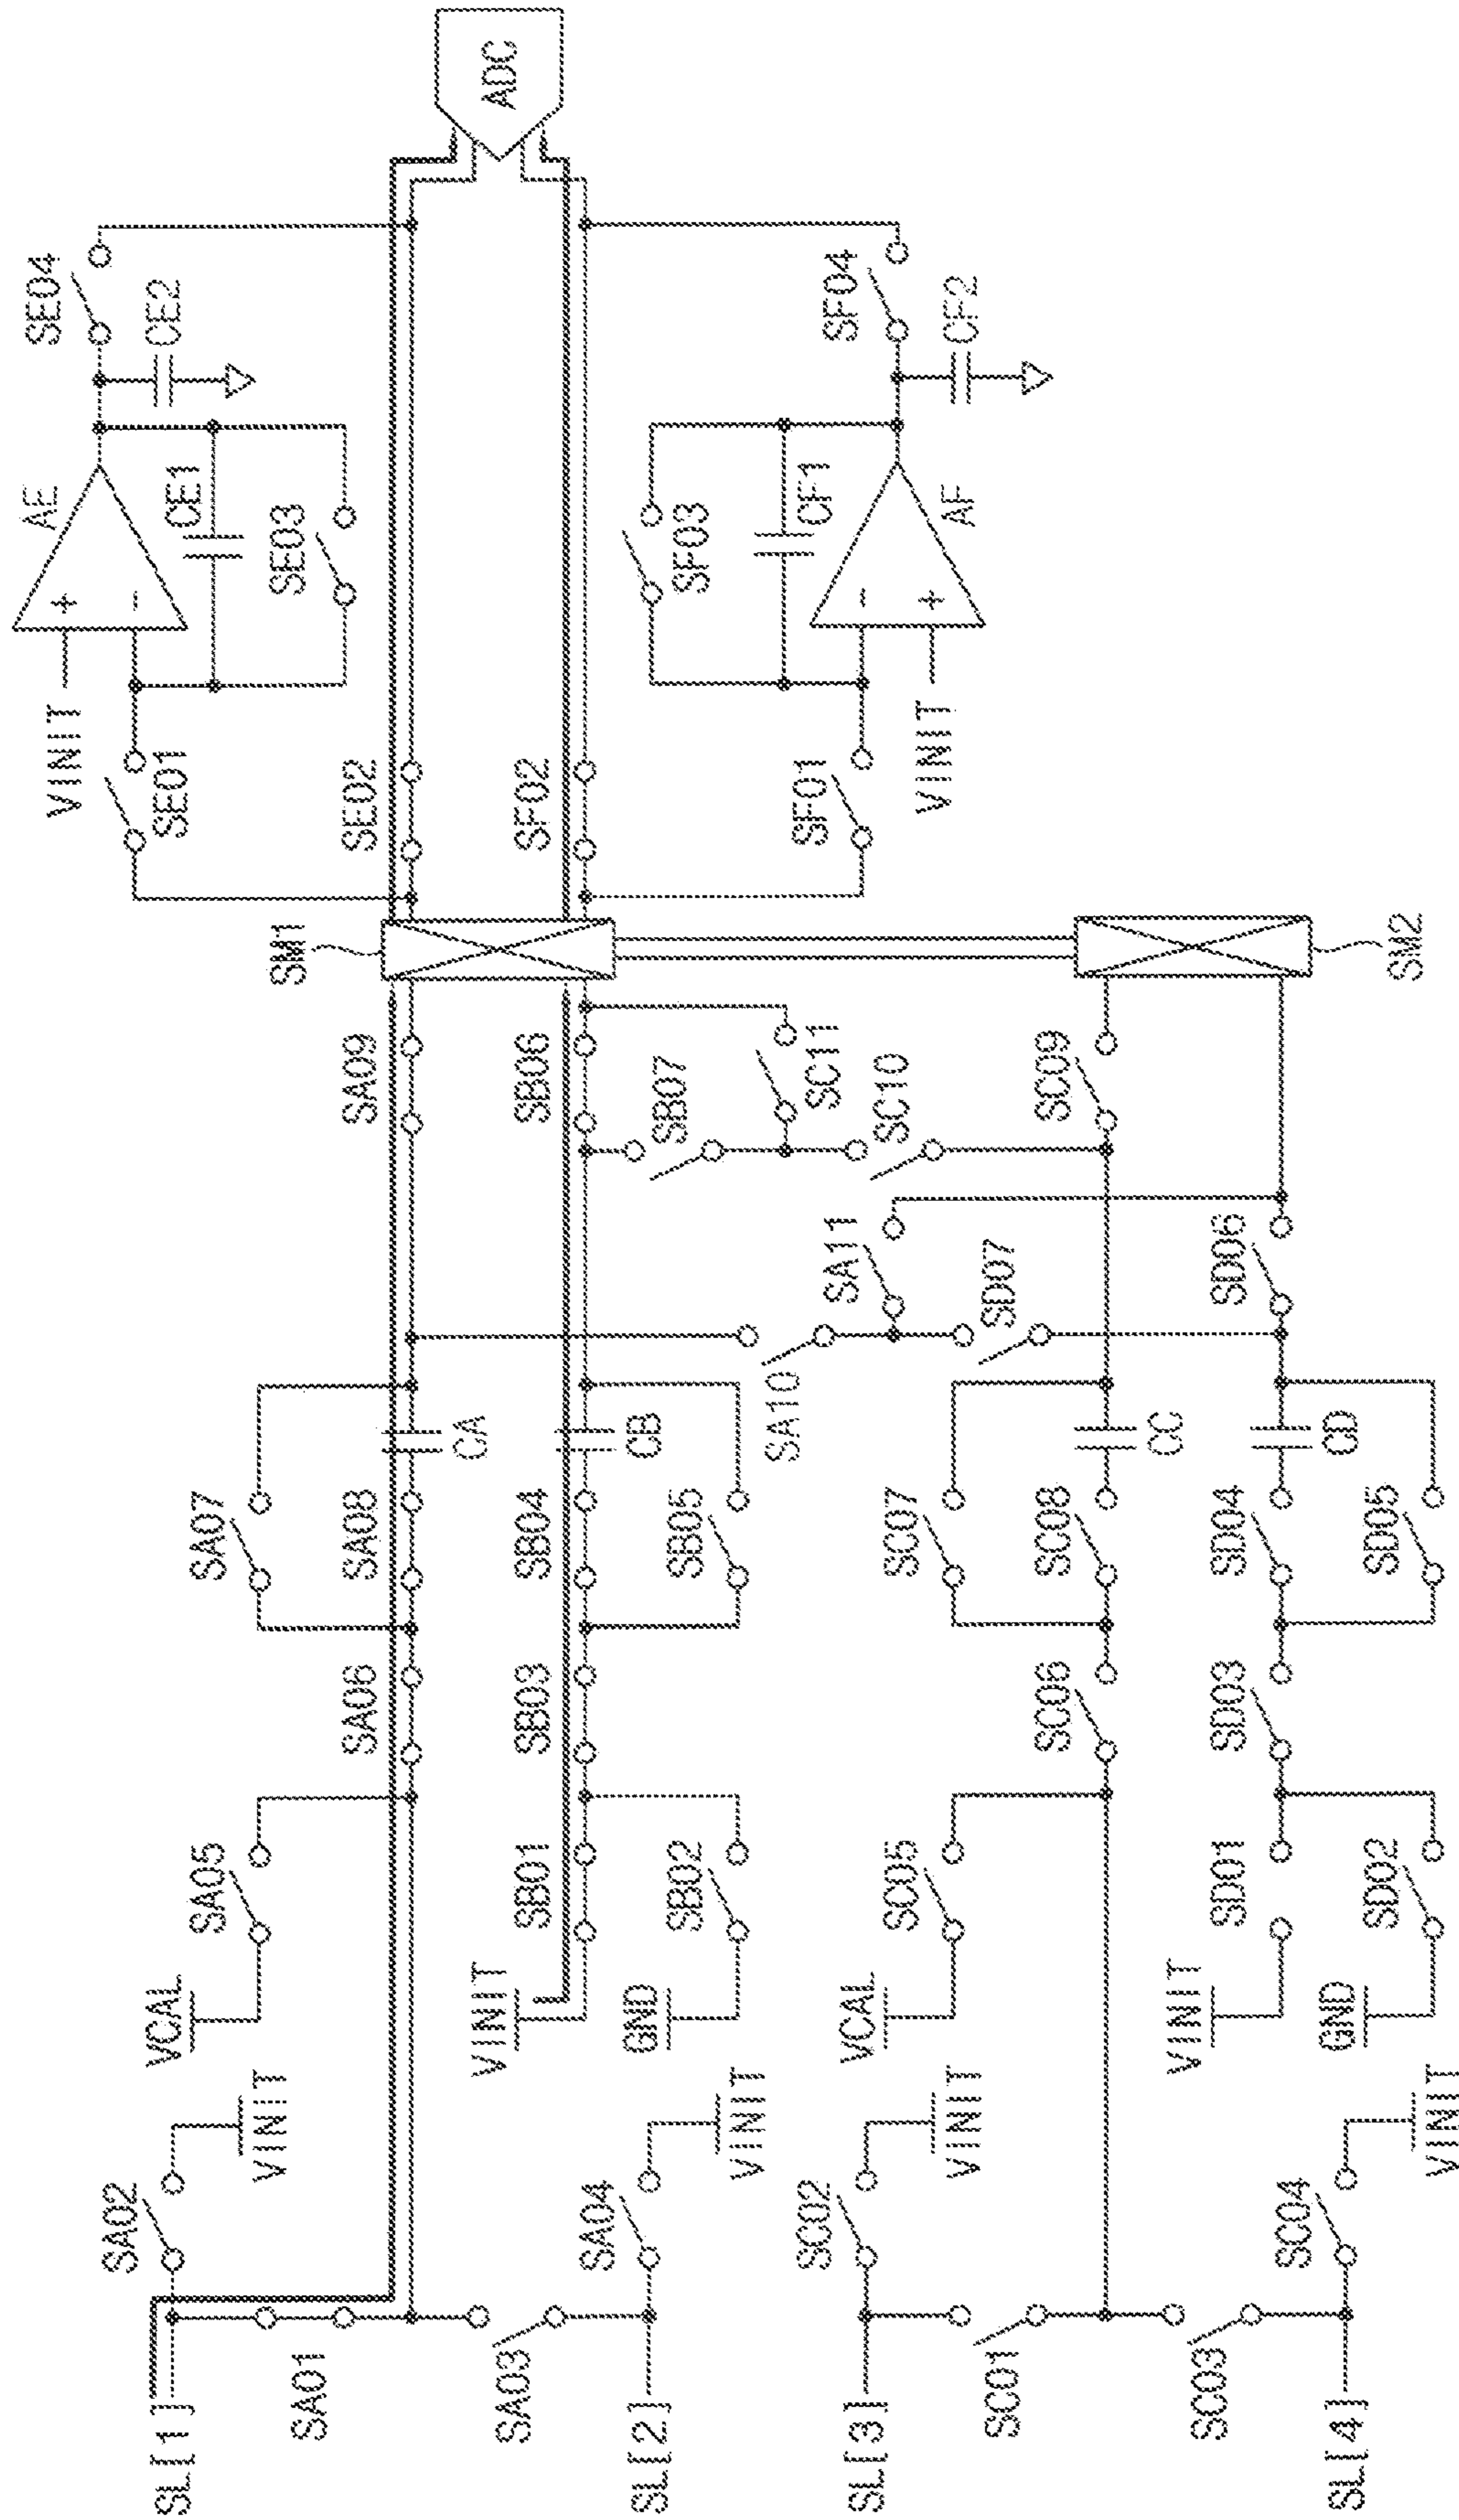 ADC
SE04
CE2
AE
CE1
SE03
+
-
VINIT
SE01
SE02
SF02
SF04
CF2
SF03
CF1
AF
-
+
SF01
VINIT
SM1
SM2
SA09
SB06
SB07
SC11
SC10
SC09
SA11
SD07
SD06
SA10
SA07
SA08
CA
SB04
CB
SB05
SC07
SC08
CC
SD04
CD
SD05
SA06
SB03
SC06
SD03
SA05
VCAL
SB01
VINIT
SB02
GND
SC05
VCAL
SD01
VINIT
SD02
GND
SA02
VINIT
SA04
VINIT
SC02
VINIT
SC04
VINIT
SL[1]
SA01
SA03
SL[2]
SL[3]
SC01
SC03
SL[4]